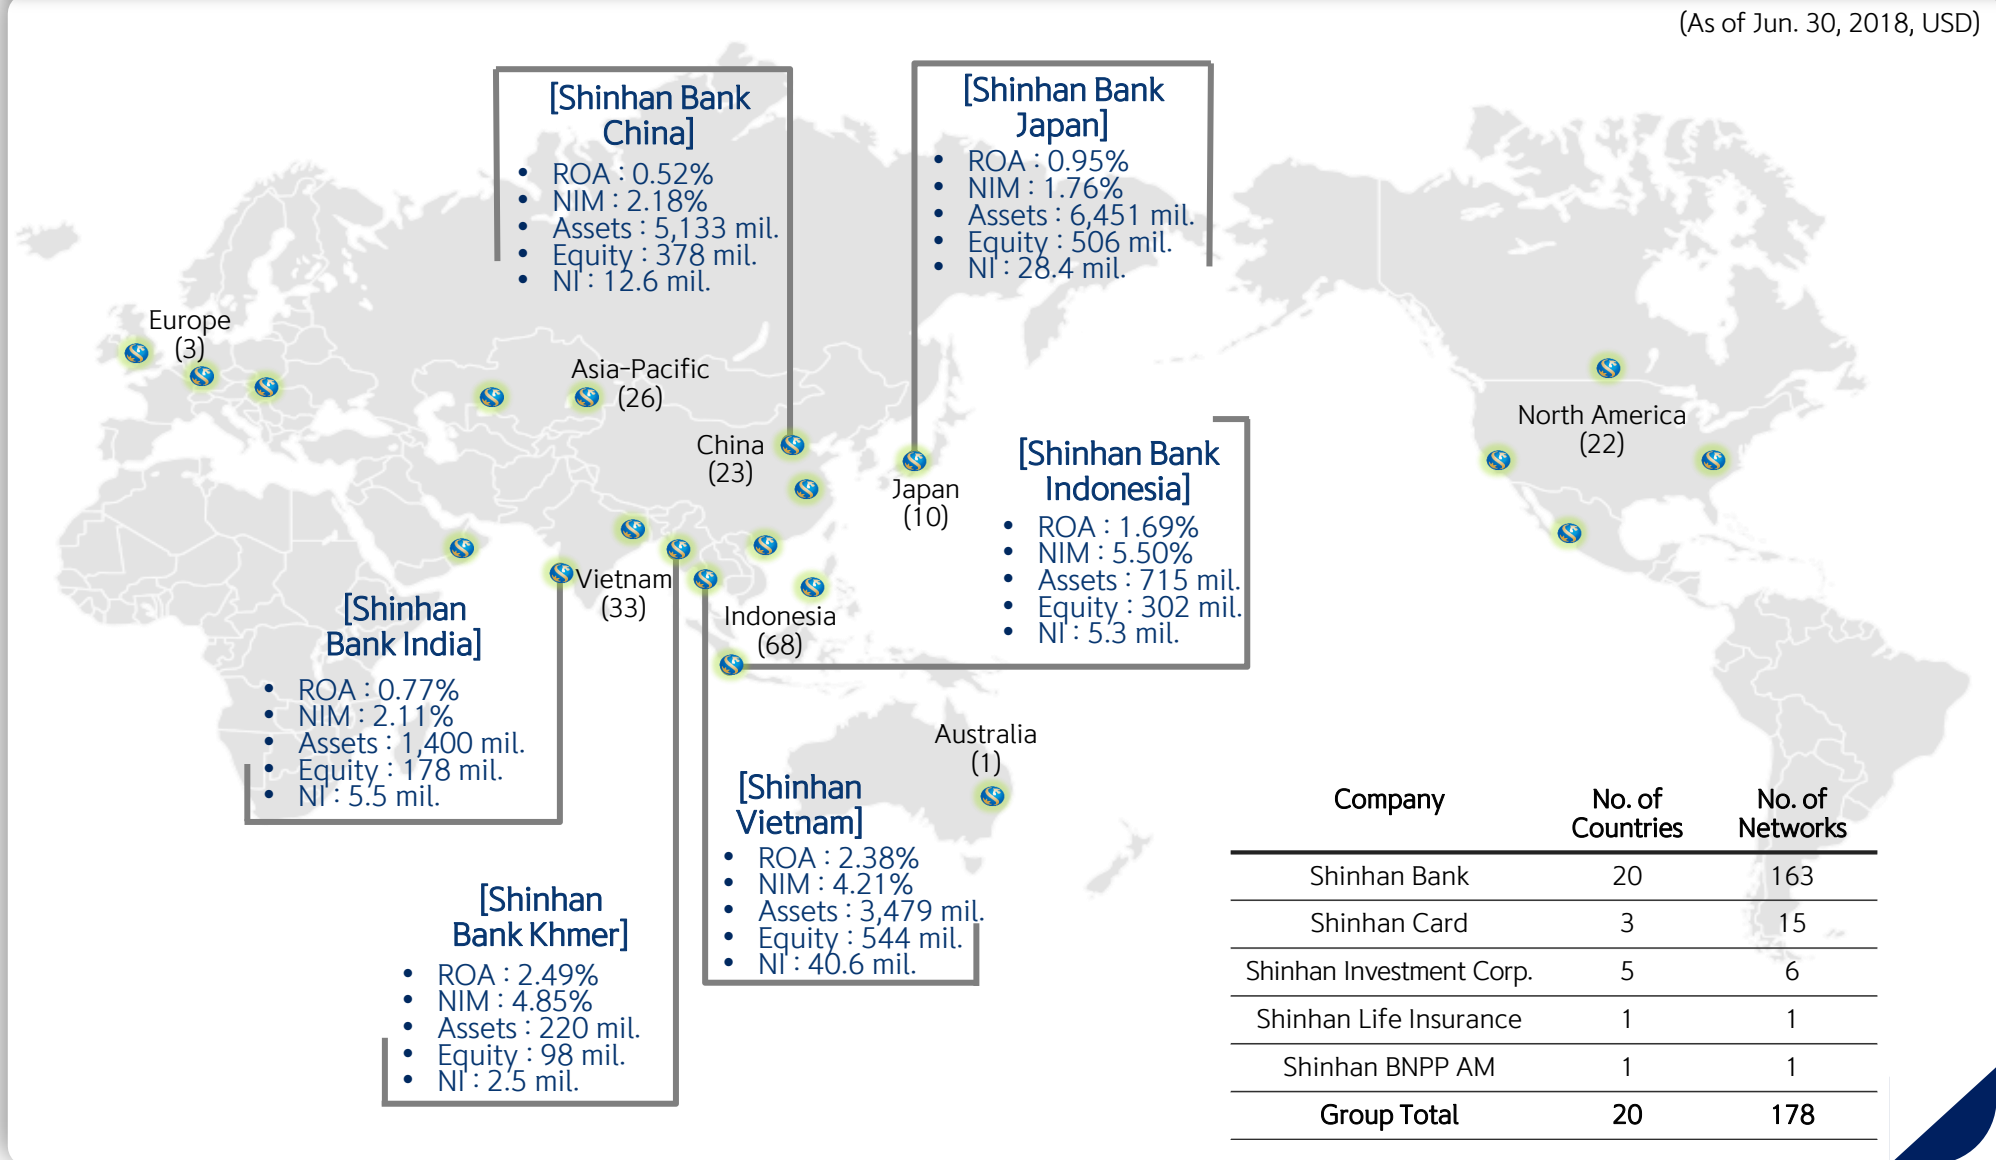 (As of Jun. 30, 2018, USD)
[Shinhan Bank
China]
• ROA : 0.52%
• NIM : 2.18%
• Assets : 5,133 mil.
• Equity : 378 mil.
• NI : 12.6 mil.
[Shinhan Bank
Japan]
• ROA : 0.95%
• NIM : 1.76%
• Assets : 6,451 mil.
• Equity : 506 mil.
• NI : 28.4 mil.
Europe
(3)
Asia-Pacific
(26)
China
(23)
Japan
(10)
North America
(22)
[Shinhan Bank
Indonesia]
• ROA : 1.69%
• NIM : 5.50%
• Assets : 715 mil.
• Equity : 302 mil.
• NI : 5.3 mil.
Vietnam
(33)
Indonesia
(68)
[Shinhan
Bank India]
• ROA : 0.77%
• NIM : 2.11%
• Assets : 1,400 mil.
• Equity : 178 mil.
• NI : 5.5 mil.
Australia
(1)
[Shinhan
Vietnam]
• ROA : 2.38%
• NIM : 4.21%
• Assets : 3,479 mil.
• Equity : 544 mil.
• NI : 40.6 mil.
[Shinhan
Bank Khmer]
• ROA : 2.49%
• NIM : 4.85%
• Assets : 220 mil.
• Equity : 98 mil.
• NI : 2.5 mil.
Company No. of Countries No. of Networks
Shinhan Bank 20 163
Shinhan Card 3 15
Shinhan Investment Corp. 5 6
Shinhan Life Insurance 1 1
Shinhan BNPP AM 1 1
Group Total 20 178